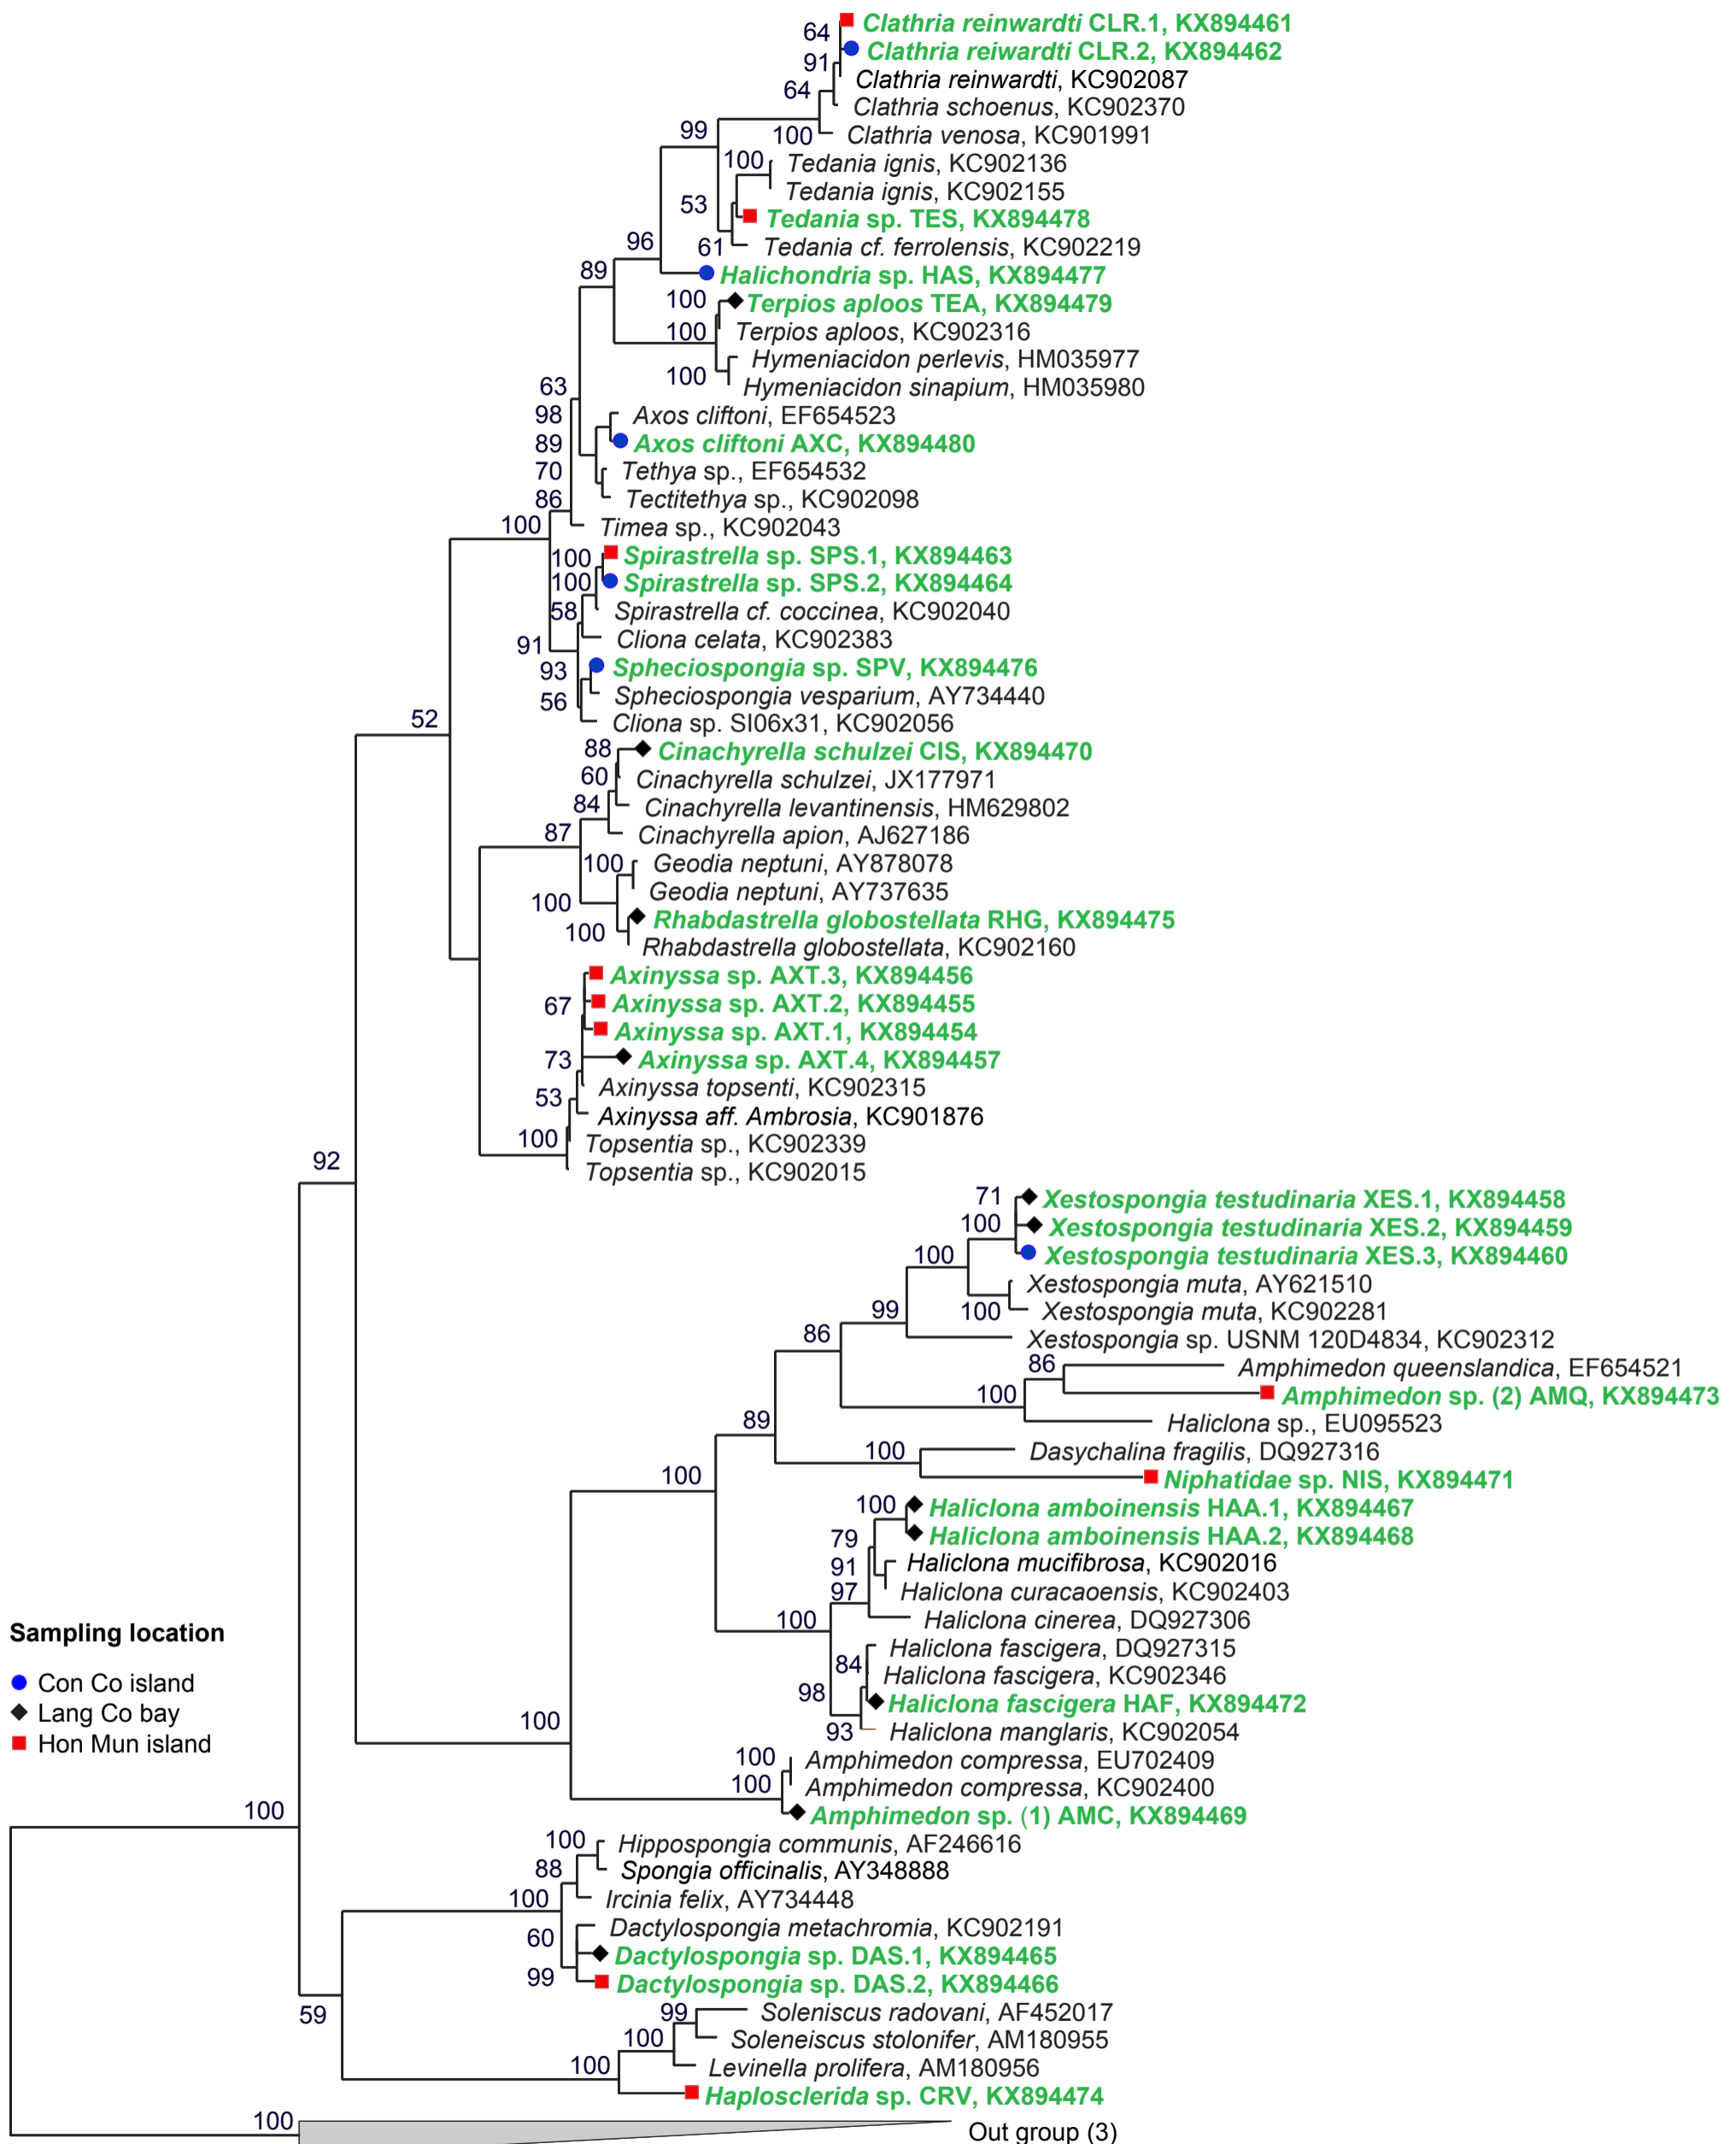 64
Clathria reinwardti CLR.1, KX894461
Clathria reiwardti CLR.2, KX894462
91
Clathria reinwardti, KC902087
64
Clathria schoenus, KC902370
100
Clathria venosa, KC901991
99
100
Tedania ignis, KC902136
Tedania ignis, KC902155
53
Tedania sp. TES, KX894478
61
Tedania cf. ferrolensis, KC902219
96
Halichondria sp. HAS, KX894477
89
100
Terpios aploos TEA, KX894479
100
Terpios aploos, KC902316
Hymeniacidon perlevis, HM035977
100
Hymeniacidon sinapium, HM035980
63
98
Axos cliftoni, EF654523
89
Axos cliftoni AXC, KX894480
70
Tethya sp., EF654532
86
Tectitethya sp., KC902098
100
Timea sp., KC902043
100
Spirastrella sp. SPS.1, KX894463
100
Spirastrella sp. SPS.2, KX894464
58
Spirastrella cf. coccinea, KC902040
91
Cliona celata, KC902383
93
Spheciospongia sp. SPV, KX894476
56
Spheciospongia vesparium, AY734440
52
Cliona sp. SI06x31, KC902056
88
Cinachyrella schulzei CIS, KX894470
60
Cinachyrella schulzei, JX177971
84
Cinachyrella levantinensis, HM629802
87
Cinachyrella apion, AJ627186
100
Geodia neptuni, AY878078
100
Geodia neptuni, AY737635
Rhabdastrella globostellata RHG, KX894475
100
Rhabdastrella globostellata, KC902160
Axinyssa sp. AXT.3, KX894456
67
Axinyssa sp. AXT.2, KX894455
Axinyssa sp. AXT.1, KX894454
73
Axinyssa sp. AXT.4, KX894457
53
Axinyssa topsenti, KC902315
Axinyssa aff. Ambrosia, KC901876
100
Topsentia sp., KC902339
92
Topsentia sp., KC902015
71
Xestospongia testudinaria XES.1, KX894458
100
Xestospongia testudinaria XES.2, KX894459
100
Xestospongia testudinaria XES.3, KX894460
Xestospongia muta, AY621510
99
100
Xestospongia muta, KC902281
86
Xestospongia sp. USNM 120D4834, KC902312
86
Amphimedon queenslandica, EF654521
100
Amphimedon sp. (2) AMQ, KX894473
89
Haliclona sp., EU095523
100
Dasychalina fragilis, DQ927316
100
Niphatidae sp. NIS, KX894471
100
Haliclona amboinensis HAA.1, KX894467
79
Haliclona amboinensis HAA.2, KX894468
91
Haliclona mucifibrosa, KC902016
97
Haliclona curacaoensis, KC902403
100
Haliclona cinerea, DQ927306
Haliclona fascigera, DQ927315
84
Haliclona fascigera, KC902346
98
Haliclona fascigera HAF, KX894472
93
Haliclona manglaris, KC902054
100
100
Amphimedon compressa, EU702409
100
Amphimedon compressa, KC902400
Amphimedon sp. (1) AMC, KX894469
Sampling location
Con Co island
Lang Co bay
Hon Mun island
100
100
Hippospongia communis, AF246616
88
Spongia officinalis, AY348888
100
Ircinia felix, AY734448
60
Dactylospongia metachromia, KC902191
Dactylospongia sp. DAS.1, KX894465
99
Dactylospongia sp. DAS.2, KX894466
59
99
Soleniscus radovani, AF452017
100
Soleneiscus stolonifer, AM180955
100
Levinella prolifera, AM180956
Haplosclerida sp. CRV, KX894474
100
Out group (3)